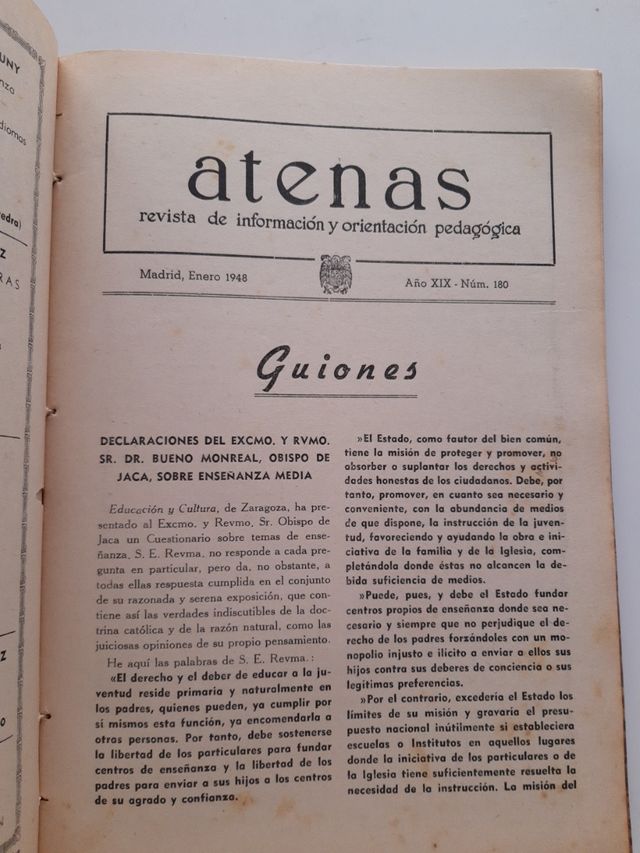 UNY
diomas
edra)
Z
RAS
Z
O
N
atenas
revista de información y orientación pedagógica
Madrid, Enero 1948
Año XIX - Núm. 180
Guiones
DECLARACIONES DEL EXCMO. Y RVMO.
SR. DR. BUENO MONREAL, OBISPO DE
JACA, SOBRE ENSEÑANZA MEDIA
Educación y Cultura, de Zaragoza, ha pre-
sentado al Excmo. y Revmo. Sr. Obispo de
Jaca un Cuestionario sobre temas de ense-
ñanza. S. E. Revma. no responde a cada pre-
gunta en particular, pero da, no obstante, a
todas ellas respuesta cumplida en el conjunto
de su razonada y serena exposición, que con-
tiene así las verdades indiscutibles de la doc-
trina católica y de la razón natural, como las
juiciosas opiniones de su propio pensamiento.
He aquí las palabras de S. E. Revma.:
«El derecho y el deber de educar a la ju-
ventud reside primaria y naturalmente en
los padres, quienes pueden, ya cumplir por
sí mismos esta función, ya encomendarla a
otras personas. Por tanto, debe sostenerse
la libertad de los particulares para fundar
centros de enseñanza y la libertad de los
padres para enviar a sus hijos a los centros
de su agrado y confianza.
»El Estado, como fautor del bien común,
tiene la misión de proteger y promover, no
absorber o suplantar los derechos y activi-
dades honestas de los ciudadanos. Debe, por
tanto, promover, en cuanto sea necesario y
conveniente, con la abundancia de medios
de que dispone, la instrucción de la juven-
tud, favoreciendo y ayudando la obra e ini-
ciativa de la familia y de la Iglesia, com-
pletándola donde éstas no alcancen la de-
bida suficiencia de medios.
»Puede, pues, y debe el Estado fundar
centros propios de enseñanza donde sea ne-
cesario y siempre que no perjudique el de-
recho de los padres forzándoles con un mo-
nopolio injusto e ilícito a enviar a ellos sus
hijos contra sus deberes de conciencia o sus
legítimas preferencias.
»Por el contrario, excedería el Estado los
límites de su misión y gravaría el presu-
puesto nacional inútilmente si estableciera
escuelas o Institutos en aquellos lugares
donde la iniciativa de los particulares o de
la Iglesia tiene suficientemente resuelta la
necesidad de la instrucción. La misión del